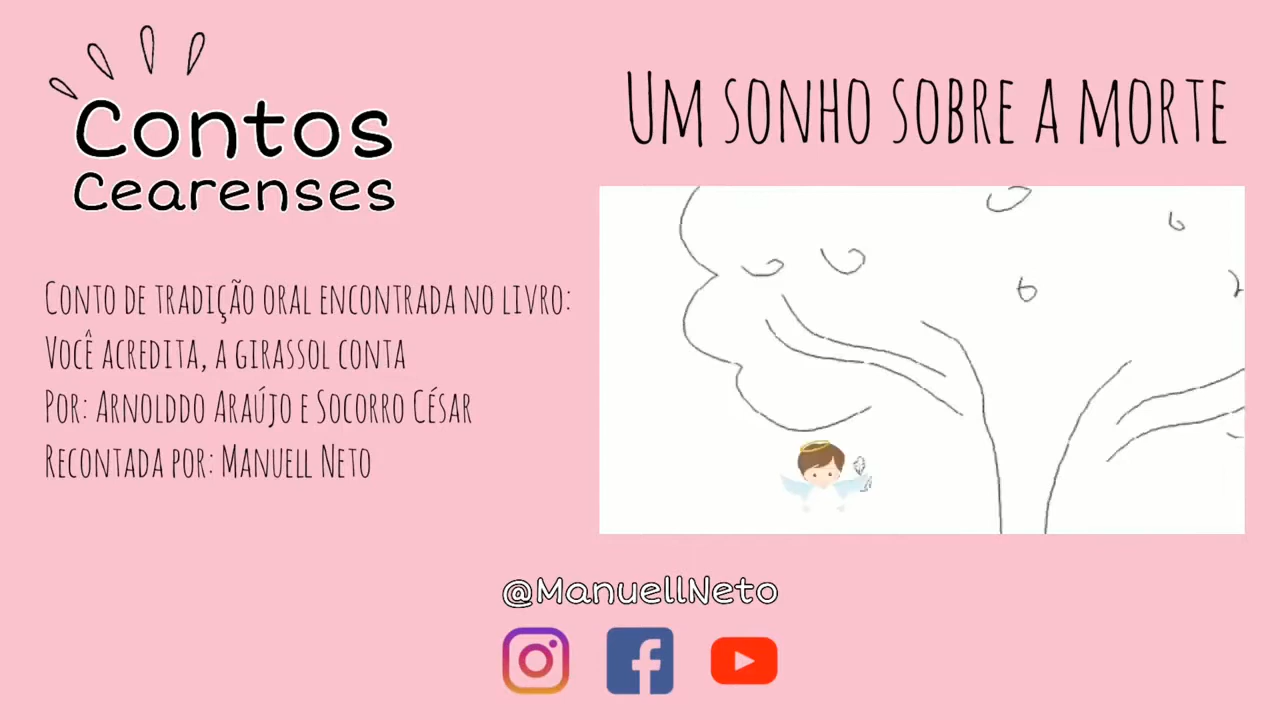 Contos
Cearenses
Um sonho sobre a morte
Conto de tradição oral encontrada no livro:
Você acredita, a girassol conta
Por: Arnolddo Araújo e Socorro César
Recontada por: Manuell Neto
@ManuellNeto